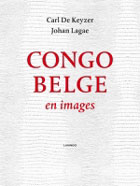 Carl De Keyzer
Johan Lagae
CONGO
BELGE
en images
LANNOO